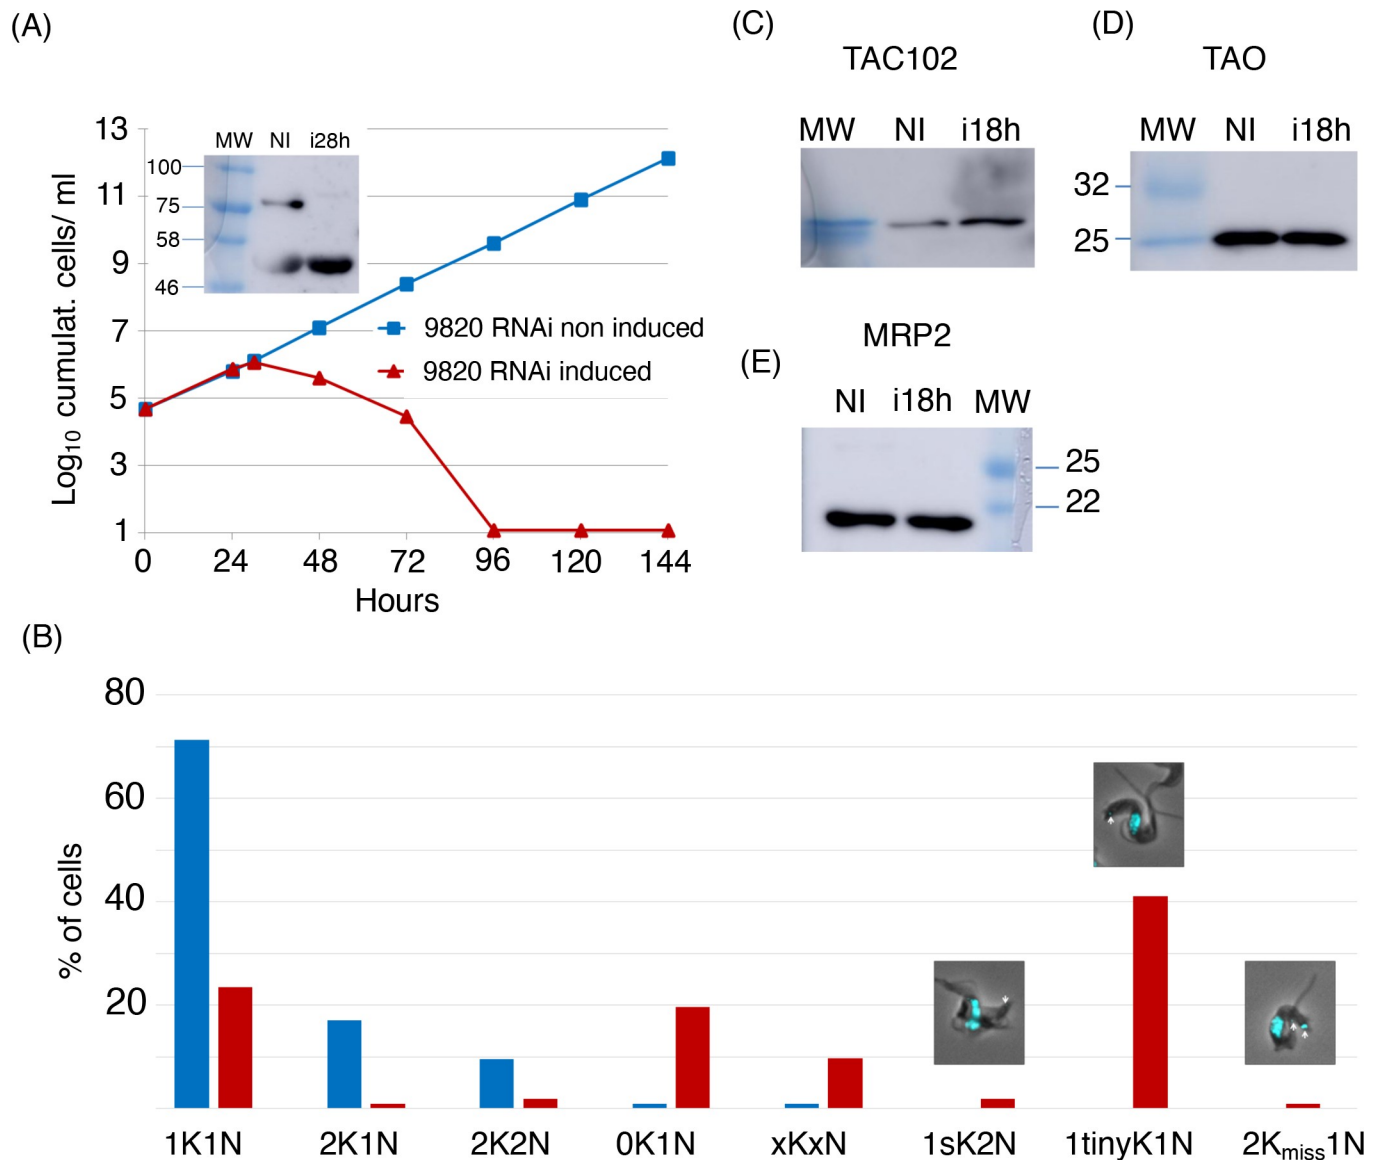 (A)
(C)
(D)
TAC102
TAO
MW NI i18h
MW NI i18h
32
25
13
11
9
7
5
3
1
Log10 cumulat. cells/ ml
MW NI i28h
100
75
58
46
9820 RNAi non induced
9820 RNAi induced
0 24 48 72 96 120 144
Hours
MRP2
(E)
NI i18h MW
25
22
(B)
80
60
40
20
% of cells
1K1N 2K1N 2K2N 0K1N xKxN 1sK2N 1tinyK1N 2Kmiss1N